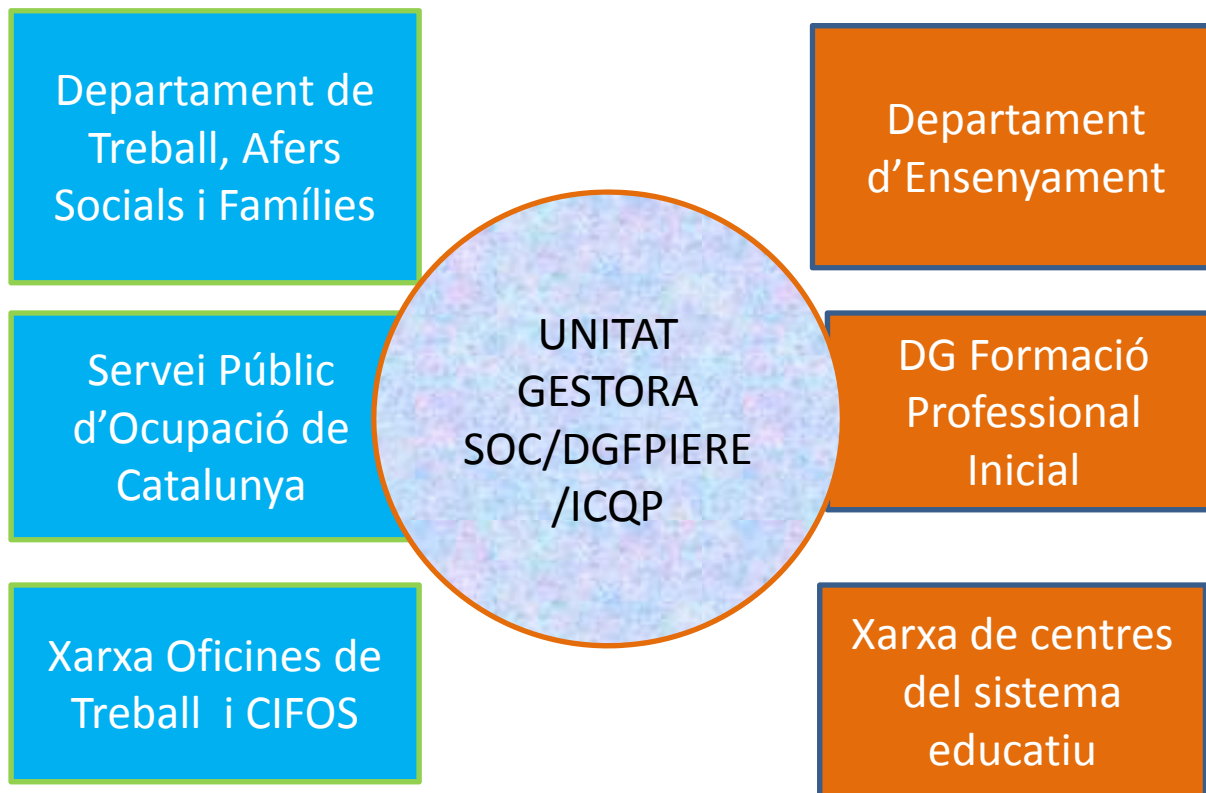 Departament de
Treball, Afers
Socials i Famílies
Servei Públic
d’Ocupació de
Catalunya
Xarxa Oficines de
Treball i CIFOS
UNITAT
GESTORA
SOC/DGFPIERE
/ICQP
Departament
d’Ensenyament
DG Formació
Professional
Inicial
Xarxa de centres
del sistema
educatiu